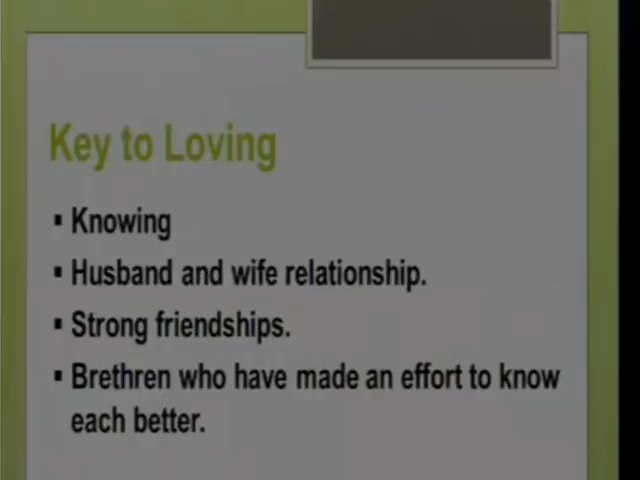 Key to Loving
▪ Knowing
▪ Husband and wife relationship.
▪ Strong friendships.
▪ Brethren who have made an effort to know
each better.